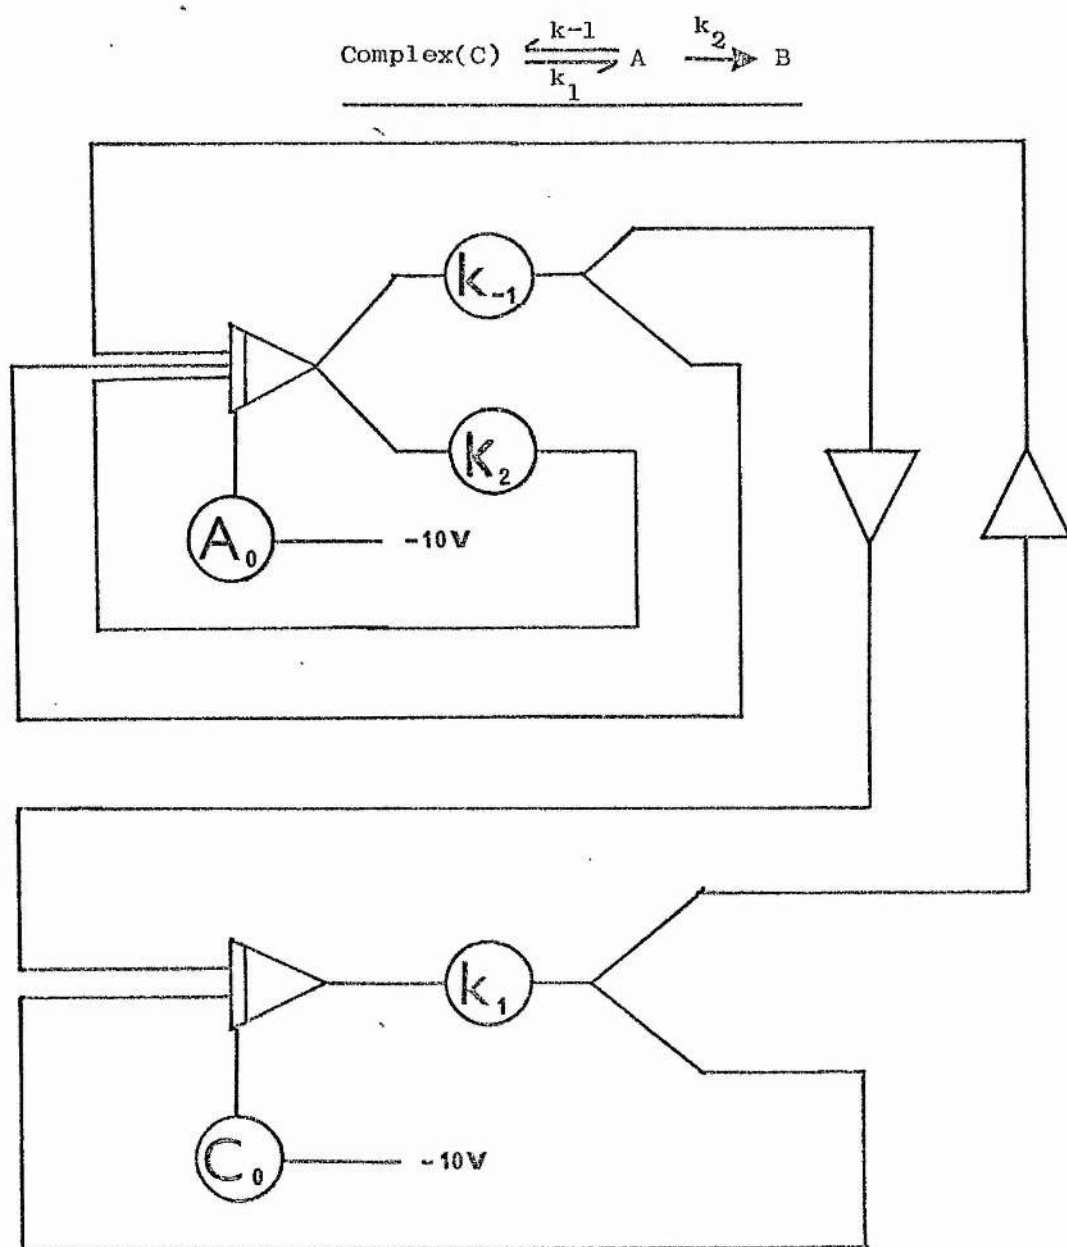 Complex(C) ⇌ k-1 k₁ A → k₂ B
k₋₁
k₂
A₀ -10V
k₁
C₀ -10V